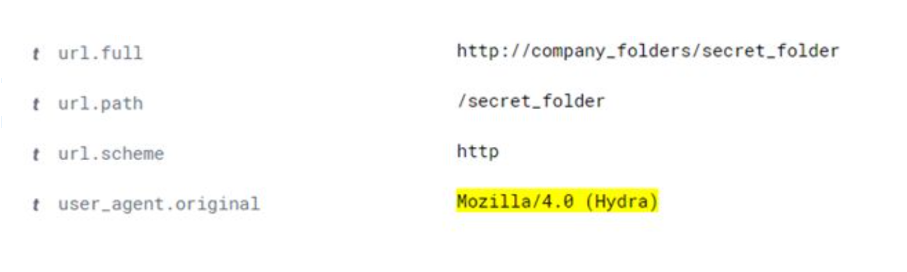 t url.full http://company_folders/secret_folder
t url.path /secret_folder
t url.scheme http
t user_agent.original Mozilla/4.0 (Hydra)